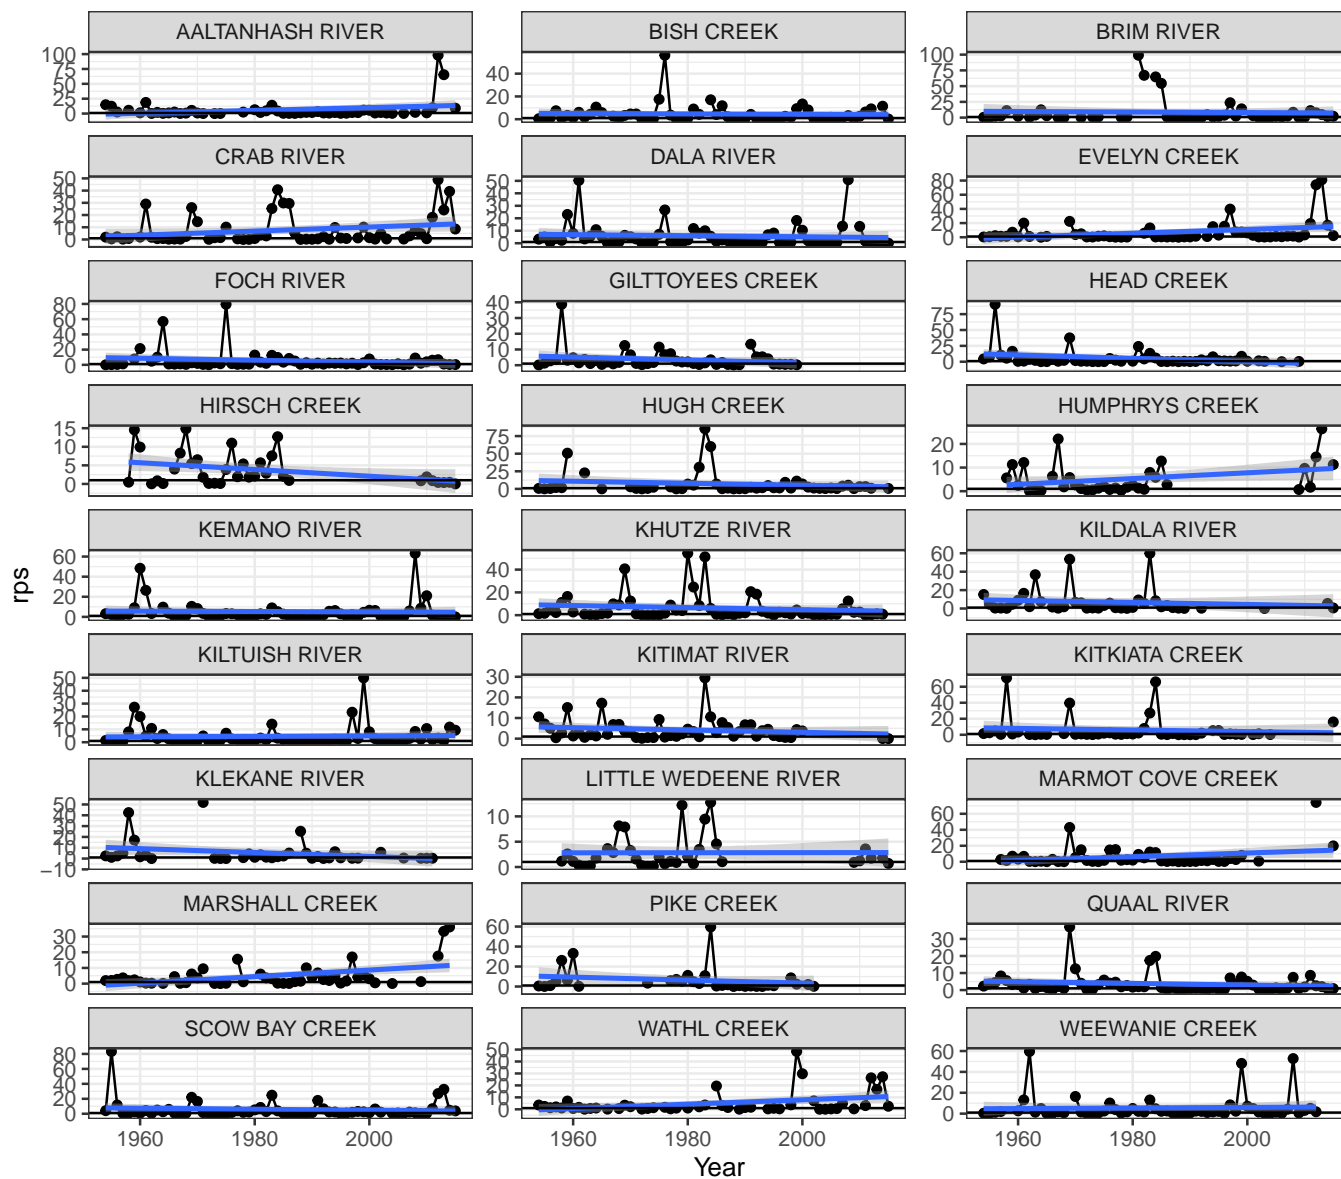 AALTANHASH RIVER BISH CREEK BRIM RIVER
100 75 50 25 0
40 20 0
100 75 50 25 0
CRAB RIVER DALA RIVER EVELYN CREEK
50 40 30 20 10 0
50 40 30 20 10 0
80 60 40 20 0
FOCH RIVER GILTTOYEES CREEK HEAD CREEK
80 60 40 20 0
40 30 20 10 0
75 50 25 0
HIRSCH CREEK HUGH CREEK HUMPHRYS CREEK
15 10 5 0
75 50 25 0
20 10 0
KEMANO RIVER KHUTZE RIVER KILDALA RIVER
60 40 20 0
40 20 0
60 40 20 0
KILTUISH RIVER KITIMAT RIVER KITKIATA CREEK
50 40 30 20 10 0
30 20 10 0
60 40 20 0
KLEKANE RIVER LITTLE WEDEENE RIVER MARMOT COVE CREEK
50 40 30 20 10 0 −10
10 5 0
60 40 20 0
MARSHALL CREEK PIKE CREEK QUAAL RIVER
30 20 10 0
60 40 20 0
30 20 10 0
SCOW BAY CREEK WATHL CREEK WEEWANIE CREEK
80 60 40 20 0
50 40 30 20 10 0
60 40 20 0
1960 1980 2000 1960 1980 2000 1960 1980 2000
Year
rps